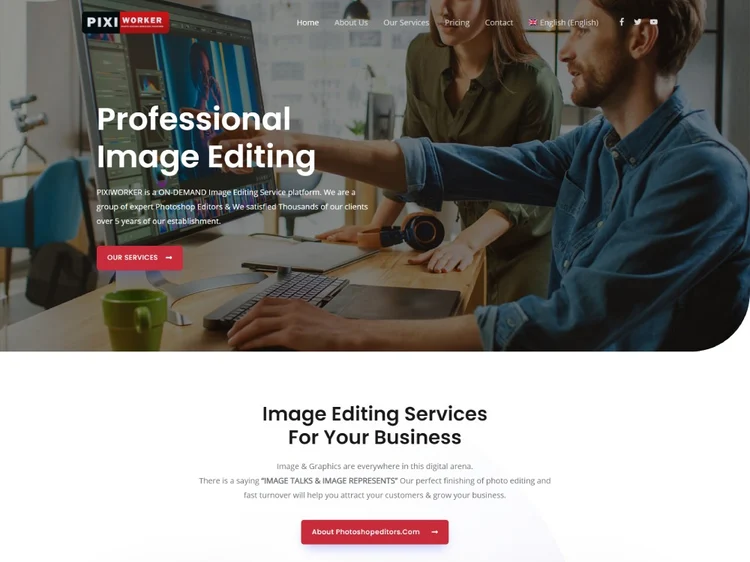 PIXI WORKER
Home About Us Our Services Pricing Contact English (English)
Professional
Image Editing
PIXIWORKER is a ON-DEMAND Image Editing Service platform. We are a
group of expert Photoshop Editors & We satisfied Thousands of our clients
over 5 years of our establishment.
OUR SERVICES
Image Editing Services
For Your Business
Image & Graphics are everywhere in this digital arena.
There is a saying “IMAGE TALKS & IMAGE REPRESENTS” Our perfect finishing of photo editing and
fast turnover will help you attract your customers & grow your business.
About Photoshopeditors.Com